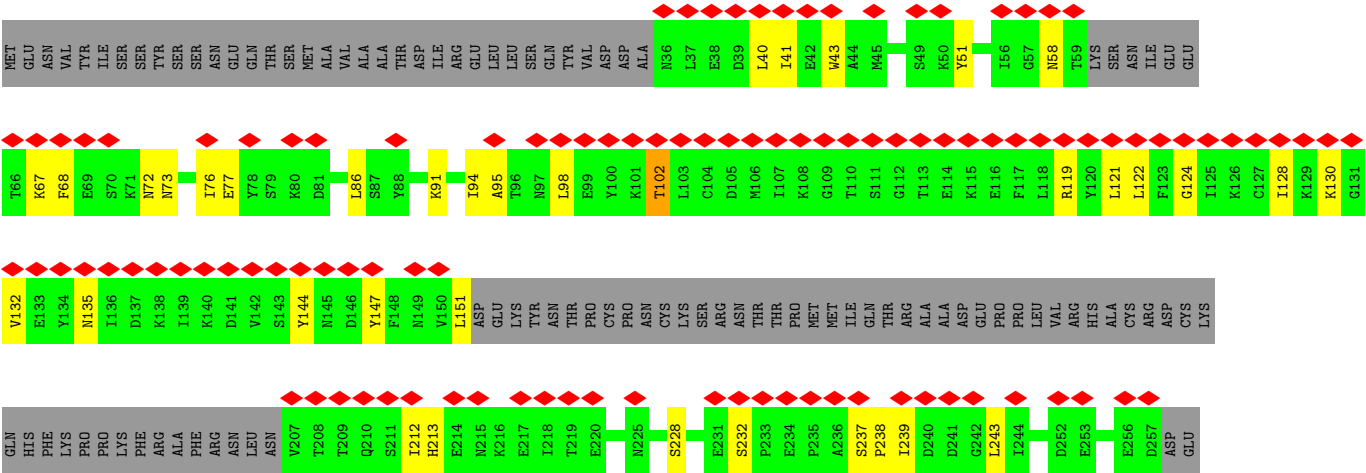 MET GLU ASN VAL TYR ILE SER SER TYR SER SER ASN GLU GLN THR SER MET ALA VAL ALA ALA THR ASP ILE ARG GLU LEU LEU SER GLN TYR VAL ASP ASP ALA N36 L37 E38 D39 L40 I41 E42 W43 A44 M45 S49 K50 Y51 I56 G57 N58 T59 LYS SER ASN ILE GLU GLU
T66 K67 F68 E69 S70 K71 N72 N73 I76 E77 Y78 S79 K80 D81 L86 S87 Y88 K91 I94 A95 T96 N97 L98 E99 Y100 K101 T102 L103 C104 D105 M106 I107 K108 G109 T110 S111 G112 T113 E114 K115 E116 F117 L118 R119 Y120 L121 L122 F123 G124 I125 K126 C127 I128 K129 K130 G131
V132 E133 Y134 N135 I136 D137 K138 I139 K140 D141 V142 S143 Y144 N145 D146 Y147 F148 N149 V150 L151 ASP GLU LYS TYR ASN THR PRO CYS PRO ASN CYS LYS SER ARG ASN THR THR PRO MET MET ILE GLN THR ARG ALA ALA ASP GLU PRO PRO LEU VAL ARG HIS ALA CYS ARG ASP CYS LYS
GLN HIS PHE LYS PRO PRO LYS PHE ARG ALA PHE ARG ASN LEU ASN V207 T208 T209 Q210 S211 I212 H213 E214 N215 K216 E217 I218 T219 E220 N225 S228 E231 S232 P233 E234 P235 A236 S237 P238 I239 D240 D241 G242 L243 I244 D252 E253 E256 D257 ASP GLU